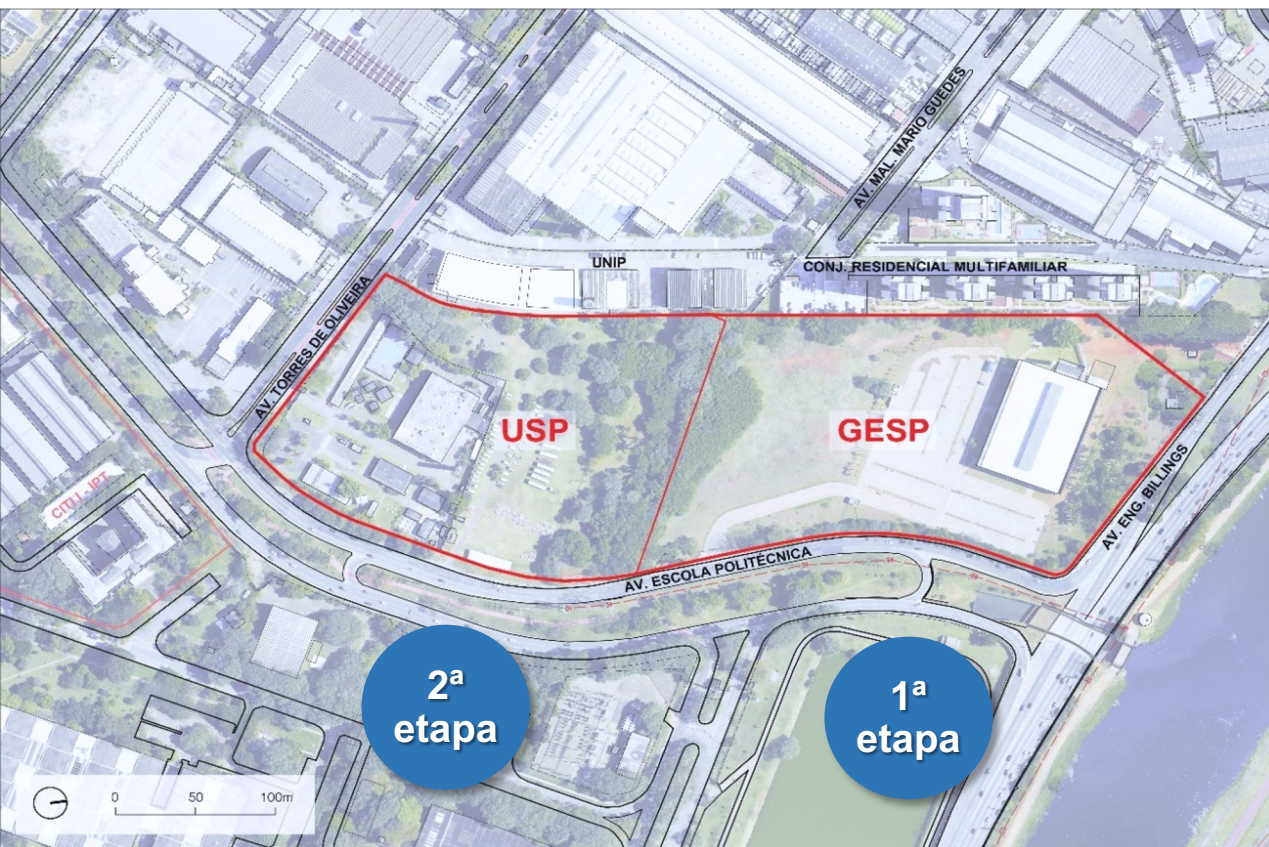 AV. MAL. MARIO GUEDES
UNIP
CONJ. RESIDENCIAL MULTIFAMILIAR
AV. TORRES DE OLIVEIRA
USP
GESP
CITI.I - IPT
AV. ENG. BILLINGS
AV. ESCOLA POLITÉCNICA
2ª
etapa
1ª
etapa
0 50 100m